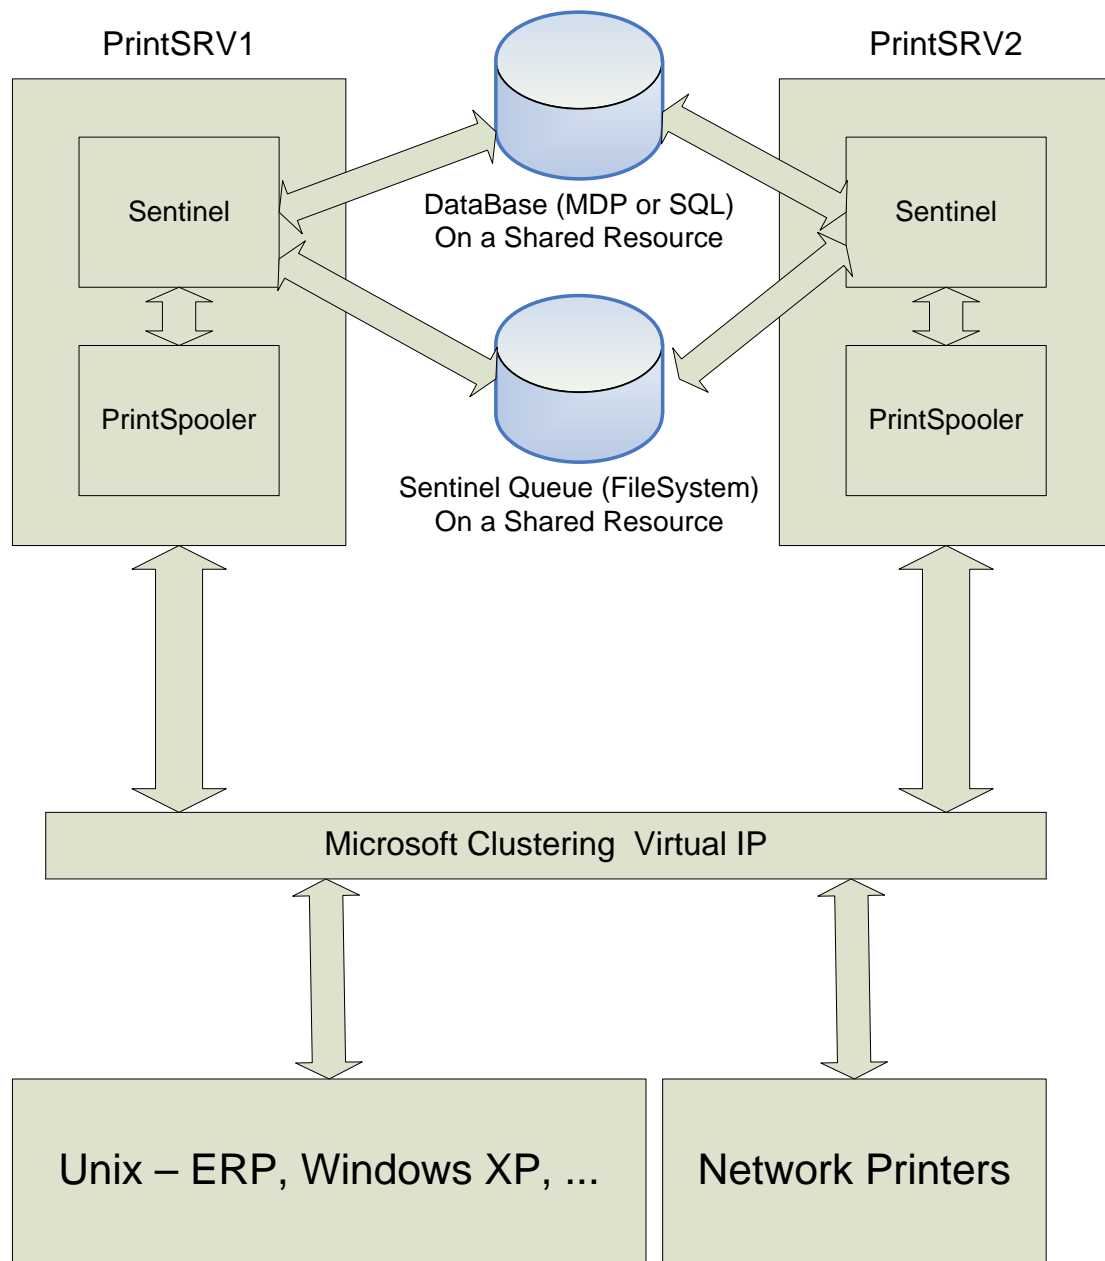 PrintSRV1
PrintSRV2
Sentinel
DataBase (MDP or SQL)
On a Shared Resource
Sentinel
PrintSpooler
PrintSpooler
Sentinel Queue (FileSystem)
On a Shared Resource
Microsoft Clustering  Virtual IP
Unix – ERP, Windows XP, ...
Network Printers